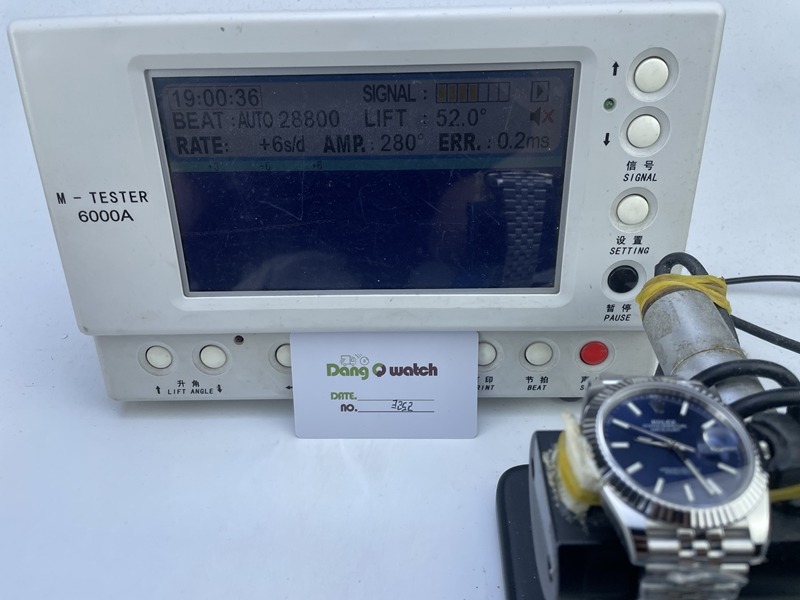 19:00:36 SIGNAL :
BEAT : AUTO 28800 LIFT : 52.0°
RATE: +6s/d AMP. : 280° ERR. : 0.2ms
M - TESTER
6000A
信号
SIGNAL
设置
SETTING
暂停
PAUSE
升角
LIFT ANGLE
节拍
BEAT
Dang Q watch
DATE.
NO.
ROLEX